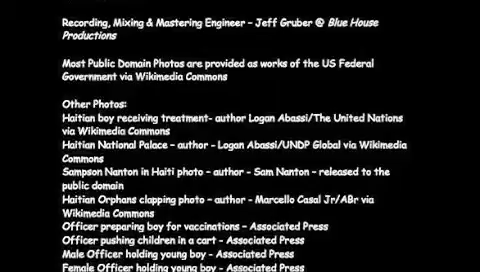 Recording, Mixing & Mastering Engineer – Jeff Gruber @ Blue House
Productions
Most Public Domain Photos are provided as works of the US Federal
Government via Wikimedia Commons
Other Photos:
Haitian boy receiving treatment- author Logan Abassi/The United Nations
via Wikimedia Commons
Haitian National Palace – author - Logan Abassi/UNDP Global via Wikimedia
Commons
Sampson Nanton in Haiti photo – author - Sam Nanton – released to the
public domain
Haitian Orphans clapping photo – author - Marcello Casal Jr/ABr via
Wikimedia Commons
Officer preparing boy for vaccinations – Associated Press
Officer pushing children in a cart - Associated Press
Male Officer holding young boy - Associated Press
Female Officer holding young boy - Associated Press